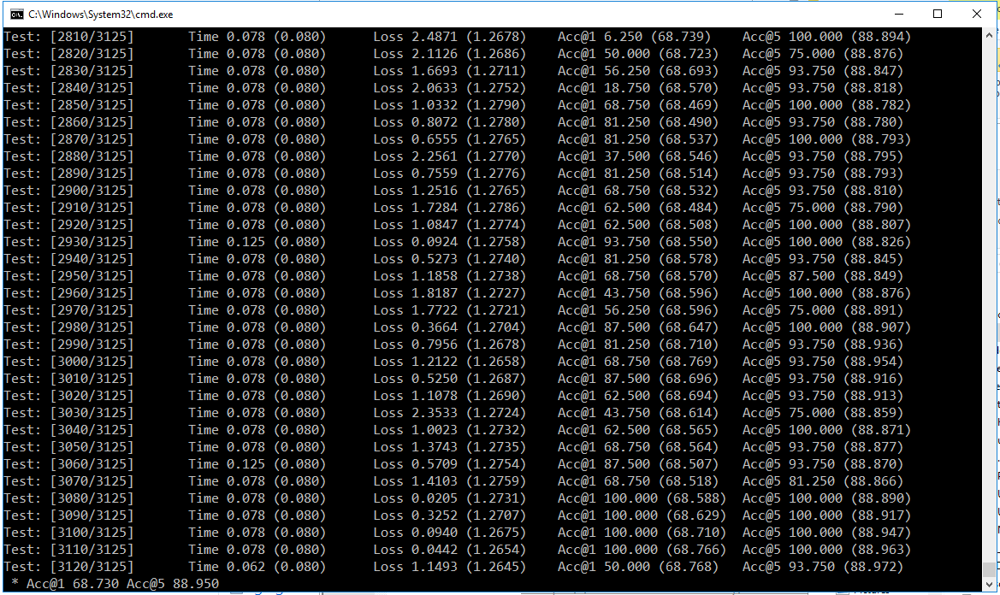 C:\Windows\System32\cmd.exe
Test: [2810/3125] Time 0.078 (0.080) Loss 2.4871 (1.2678) Acc@1 6.250 (68.739) Acc@5 100.000 (88.894)
Test: [2820/3125] Time 0.078 (0.080) Loss 2.1126 (1.2686) Acc@1 50.000 (68.723) Acc@5 75.000 (88.876)
Test: [2830/3125] Time 0.078 (0.080) Loss 1.6693 (1.2711) Acc@1 56.250 (68.693) Acc@5 93.750 (88.847)
Test: [2840/3125] Time 0.078 (0.080) Loss 2.0633 (1.2752) Acc@1 18.750 (68.570) Acc@5 93.750 (88.818)
Test: [2850/3125] Time 0.078 (0.080) Loss 1.0332 (1.2790) Acc@1 68.750 (68.469) Acc@5 100.000 (88.782)
Test: [2860/3125] Time 0.078 (0.080) Loss 0.8072 (1.2780) Acc@1 81.250 (68.490) Acc@5 93.750 (88.780)
Test: [2870/3125] Time 0.078 (0.080) Loss 0.6555 (1.2765) Acc@1 81.250 (68.537) Acc@5 100.000 (88.793)
Test: [2880/3125] Time 0.078 (0.080) Loss 2.2561 (1.2770) Acc@1 37.500 (68.546) Acc@5 93.750 (88.795)
Test: [2890/3125] Time 0.078 (0.080) Loss 0.7559 (1.2776) Acc@1 81.250 (68.514) Acc@5 93.750 (88.793)
Test: [2900/3125] Time 0.078 (0.080) Loss 1.2516 (1.2765) Acc@1 68.750 (68.532) Acc@5 93.750 (88.810)
Test: [2910/3125] Time 0.078 (0.080) Loss 1.7284 (1.2786) Acc@1 62.500 (68.484) Acc@5 75.000 (88.790)
Test: [2920/3125] Time 0.078 (0.080) Loss 1.0847 (1.2774) Acc@1 62.500 (68.508) Acc@5 100.000 (88.807)
Test: [2930/3125] Time 0.125 (0.080) Loss 0.0924 (1.2758) Acc@1 93.750 (68.550) Acc@5 100.000 (88.826)
Test: [2940/3125] Time 0.078 (0.080) Loss 0.5273 (1.2740) Acc@1 81.250 (68.578) Acc@5 93.750 (88.845)
Test: [2950/3125] Time 0.078 (0.080) Loss 1.1858 (1.2738) Acc@1 68.750 (68.570) Acc@5 87.500 (88.849)
Test: [2960/3125] Time 0.078 (0.080) Loss 1.8187 (1.2727) Acc@1 43.750 (68.596) Acc@5 100.000 (88.876)
Test: [2970/3125] Time 0.078 (0.080) Loss 1.7722 (1.2721) Acc@1 56.250 (68.596) Acc@5 75.000 (88.891)
Test: [2980/3125] Time 0.078 (0.080) Loss 0.3664 (1.2704) Acc@1 87.500 (68.647) Acc@5 100.000 (88.907)
Test: [2990/3125] Time 0.078 (0.080) Loss 0.7956 (1.2678) Acc@1 81.250 (68.710) Acc@5 93.750 (88.936)
Test: [3000/3125] Time 0.078 (0.080) Loss 1.2122 (1.2658) Acc@1 68.750 (68.769) Acc@5 93.750 (88.954)
Test: [3010/3125] Time 0.078 (0.080) Loss 0.5250 (1.2687) Acc@1 87.500 (68.696) Acc@5 93.750 (88.916)
Test: [3020/3125] Time 0.078 (0.080) Loss 1.1078 (1.2690) Acc@1 62.500 (68.694) Acc@5 93.750 (88.913)
Test: [3030/3125] Time 0.078 (0.080) Loss 2.3533 (1.2724) Acc@1 43.750 (68.614) Acc@5 75.000 (88.859)
Test: [3040/3125] Time 0.078 (0.080) Loss 1.0023 (1.2732) Acc@1 62.500 (68.565) Acc@5 100.000 (88.871)
Test: [3050/3125] Time 0.078 (0.080) Loss 1.3743 (1.2735) Acc@1 68.750 (68.564) Acc@5 93.750 (88.877)
Test: [3060/3125] Time 0.125 (0.080) Loss 0.5709 (1.2754) Acc@1 87.500 (68.507) Acc@5 93.750 (88.870)
Test: [3070/3125] Time 0.078 (0.080) Loss 1.4103 (1.2759) Acc@1 68.750 (68.518) Acc@5 81.250 (88.866)
Test: [3080/3125] Time 0.078 (0.080) Loss 0.0205 (1.2731) Acc@1 100.000 (68.588) Acc@5 100.000 (88.890)
Test: [3090/3125] Time 0.078 (0.080) Loss 0.3252 (1.2707) Acc@1 100.000 (68.629) Acc@5 100.000 (88.917)
Test: [3100/3125] Time 0.078 (0.080) Loss 0.0940 (1.2675) Acc@1 100.000 (68.710) Acc@5 100.000 (88.947)
Test: [3110/3125] Time 0.078 (0.080) Loss 0.0442 (1.2654) Acc@1 100.000 (68.766) Acc@5 100.000 (88.963)
Test: [3120/3125] Time 0.062 (0.080) Loss 1.1493 (1.2645) Acc@1 50.000 (68.768) Acc@5 93.750 (88.972)
* Acc@1 68.730 Acc@5 88.950